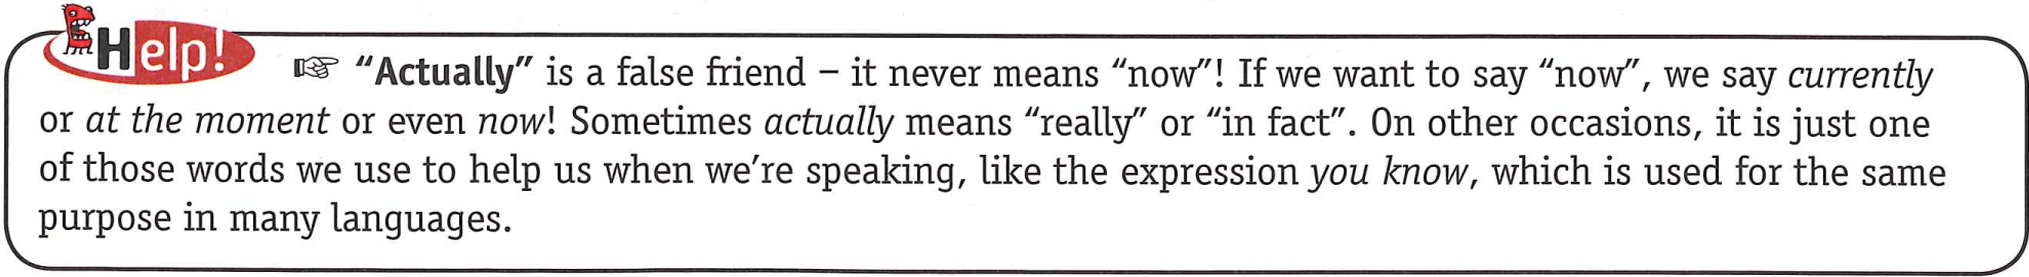 Help!
☞ “Actually” is a false friend – it never means “now”! If we want to say “now”, we say currently
or at the moment or even now! Sometimes actually means “really” or “in fact”. On other occasions, it is just one
of those words we use to help us when we’re speaking, like the expression you know, which is used for the same
purpose in many languages.